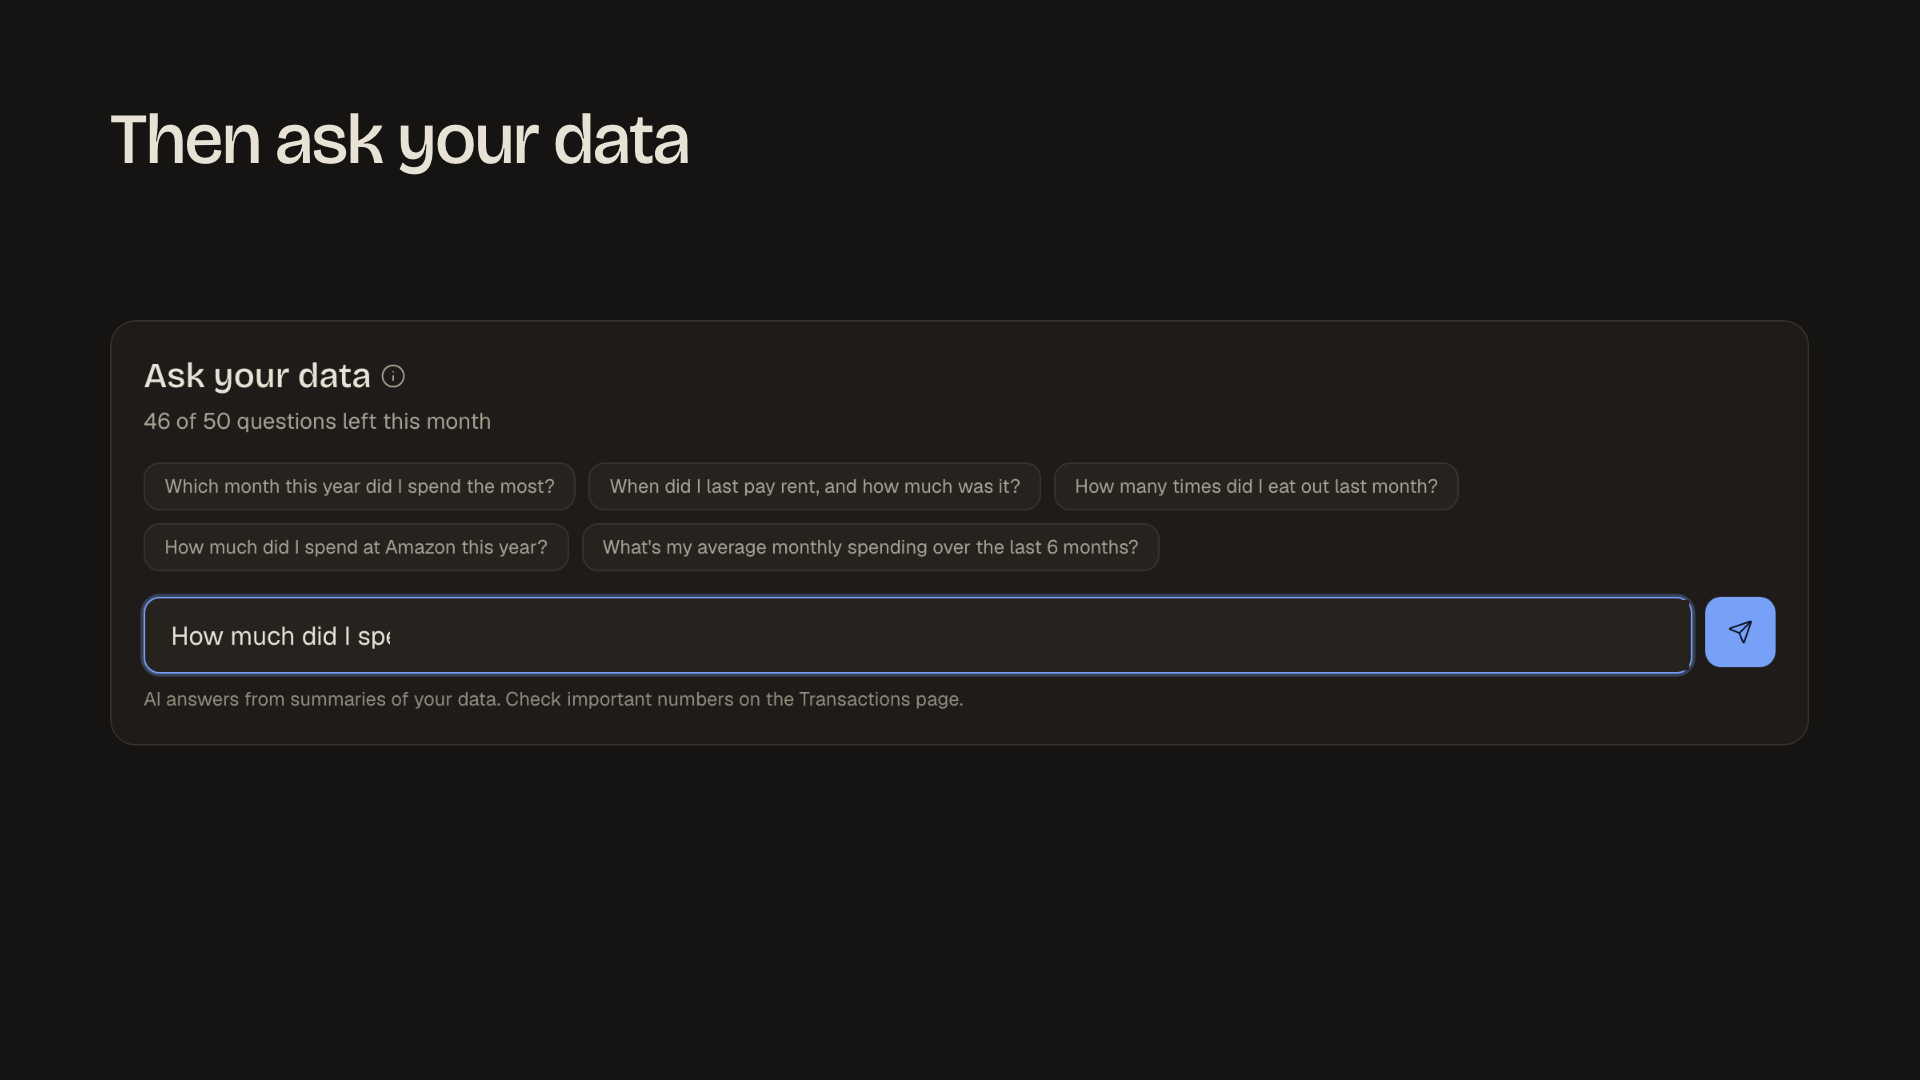 Then ask your data
Ask your data
46 of 50 questions left this month
Which month this year did I spend the most?
When did I last pay rent, and how much was it?
How many times did I eat out last month?
How much did I spend at Amazon this year?
What's my average monthly spending over the last 6 months?
How much did I spe
AI answers from summaries of your data. Check important numbers on the Transactions page.